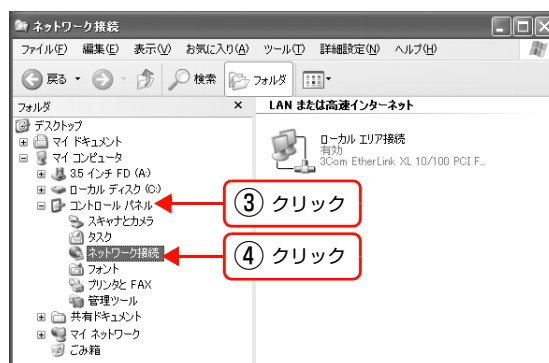 ネットワーク接続
ファイル(F) 編集(E) 表示(V) お気に入り(A) ツール(T) 詳細設定(N) ヘルプ(H)
戻る 検索 フォルダ
フォルダ ×
デスクトップ
マイ ドキュメント
マイ コンピュータ
3.5 インチ FD (A:)
ローカル ディスク (C:)
コントロール パネル
スキャナとカメラ
タスク
ネットワーク接続
フォント
プリンタと FAX
管理ツール
共有ドキュメント
マイ ネットワーク
ごみ箱
LAN または高速インターネット
ローカル エリア接続
有効
3Com EtherLink XL 10/100 PCI F...
③ クリック
④ クリック